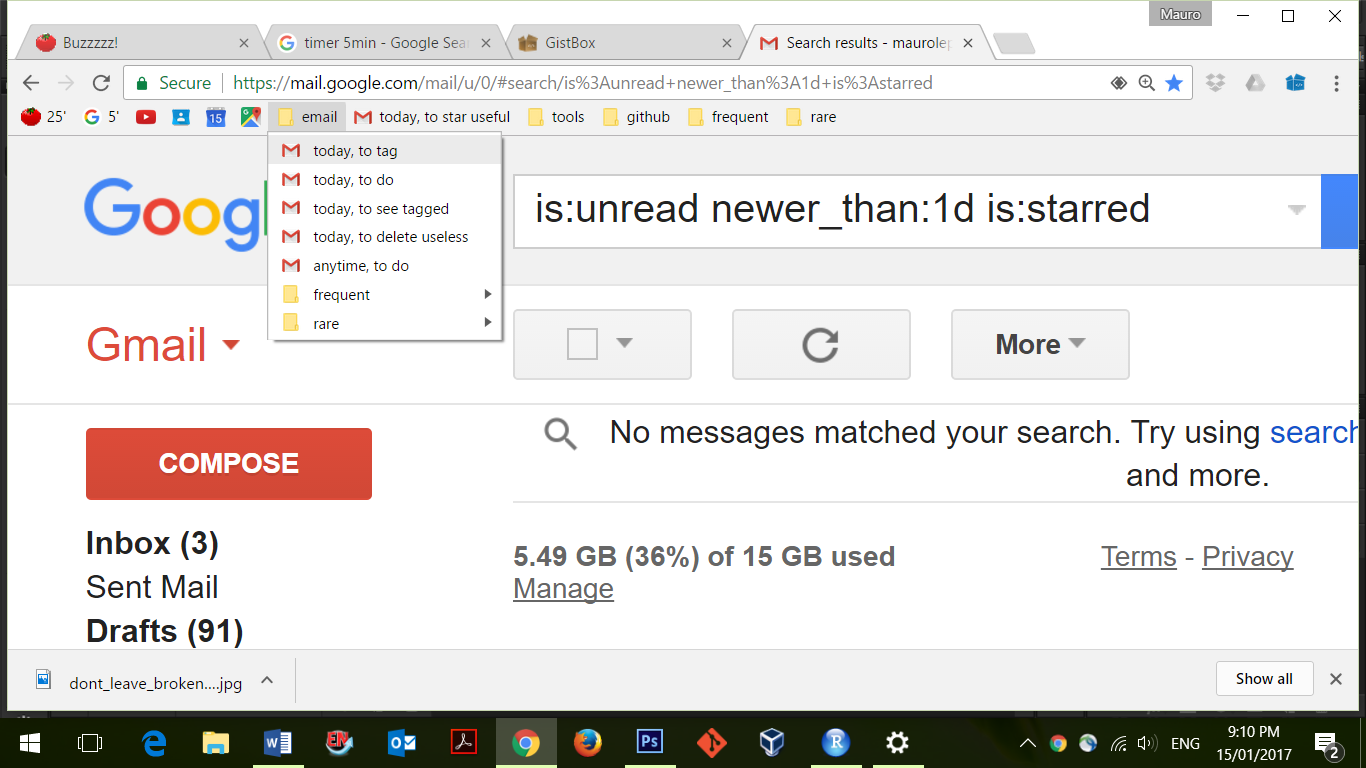 Mauro
Buzzzzz!
timer 5min - Google Sea
GistBox
Search results - maurolep
Secure
https://mail.google.com/mail/u/0/#search/is%3Aunread+newer_than%3A1d+is%3Astarred
25'
5'
15
email
today, to star useful
tools
github
frequent
rare
today, to tag
today, to do
today, to see tagged
today, to delete useless
anytime, to do
frequent
rare
Goog
is:unread newer_than:1d is:starred
Gmail
More
COMPOSE
No messages matched your search. Try using search
and more.
Inbox (3)
Sent Mail
Drafts (91)
5.49 GB (36%) of 15 GB used
Manage
Terms - Privacy
dont_leave_broken....jpg
Show all
EN
Ps
R
ENG
9:10 PM
15/01/2017
2